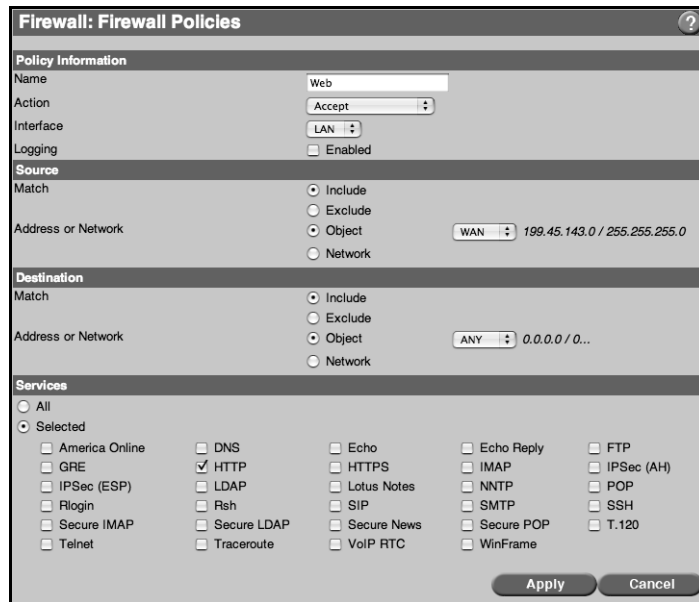 Firewall: Firewall Policies
?
Policy Information
Name
Web
Action
Accept
Interface
LAN
Logging
Enabled
Source
Match
Include
Exclude
Address or Network
Object
WAN
199.45.143.0 / 255.255.255.0
Network
Destination
Match
Include
Exclude
Address or Network
Object
ANY
0.0.0.0 / 0...
Network
Services
All
Selected
America Online DNS Echo Echo Reply FTP
GRE HTTP HTTPS IMAP IPSec (AH)
IPSec (ESP) LDAP Lotus Notes NNTP POP
Rlogin Rsh SIP SMTP SSH
Secure IMAP Secure LDAP Secure News Secure POP T.120
Telnet Traceroute VoIP RTC WinFrame
Apply Cancel